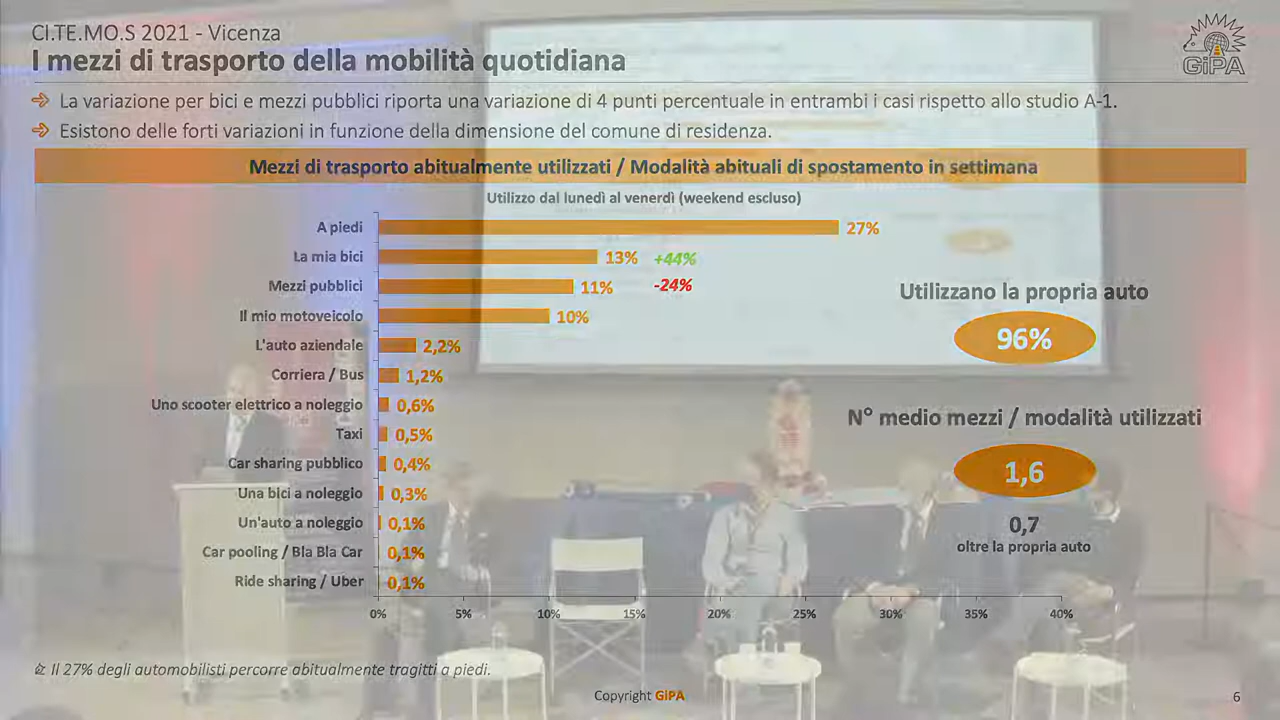 CI.TE.MO.S 2021 - Vicenza
I mezzi di trasporto della mobilità quotidiana
GiPA
La variazione per bici e mezzi pubblici riporta una variazione di 4 punti percentuale in entrambi i casi rispetto allo studio A-1.
Esistono delle forti variazioni in funzione della dimensione del comune di residenza.
Mezzi di trasporto abitualmente utilizzati / Modalità abituali di spostamento in settimana
Utilizzo dal lunedì al venerdì (weekend escluso)
A piedi 27%
La mia bici 13% +44%
Mezzi pubblici 11% -24%
Il mio motoveicolo 10%
L'auto aziendale 2,2%
Corriera / Bus 1,2%
Uno scooter elettrico a noleggio 0,6%
Taxi 0,5%
Car sharing pubblico 0,4%
Una bici a noleggio 0,3%
Un'auto a noleggio 0,1%
Car pooling / Bla Bla Car 0,1%
Ride sharing / Uber 0,1%
0% 5% 10% 15% 20% 25% 30% 35% 40%
Utilizzano la propria auto
96%
N° medio mezzi / modalità utilizzati
1,6
0,7
oltre la propria auto
Il 27% degli automobilisti percorre abitualmente tragitti a piedi.
Copyright GiPA
6